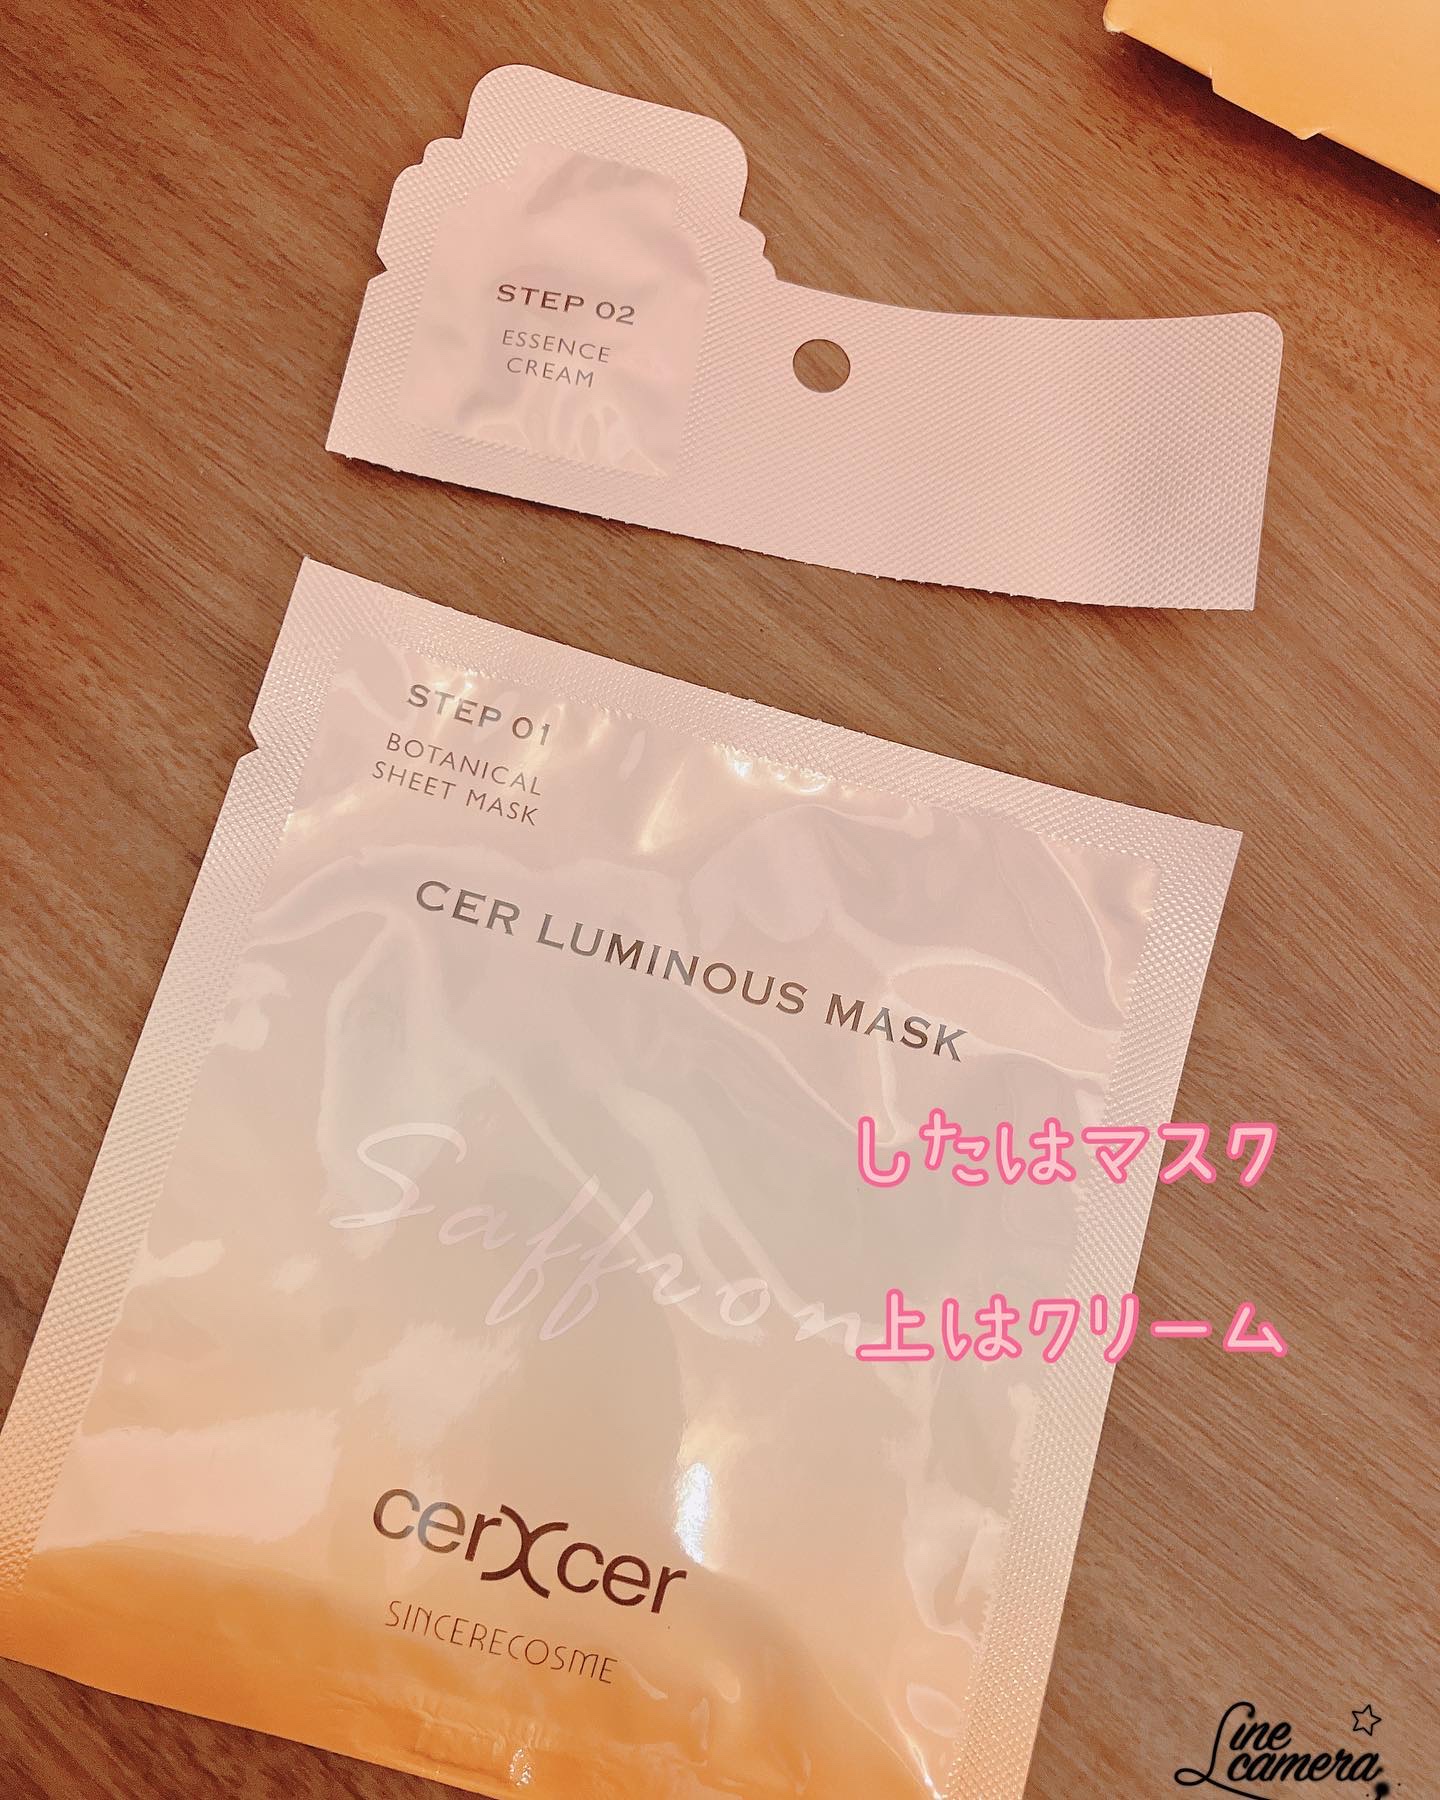 STEP 02
ESSENCE
CREAM
STEP 01
BOTANICAL
SHEET MASK
CER LUMINOUS MASK
Saffron
したはマスク
上はクリーム
cerXcer
SINCERECOSME
Line
camera